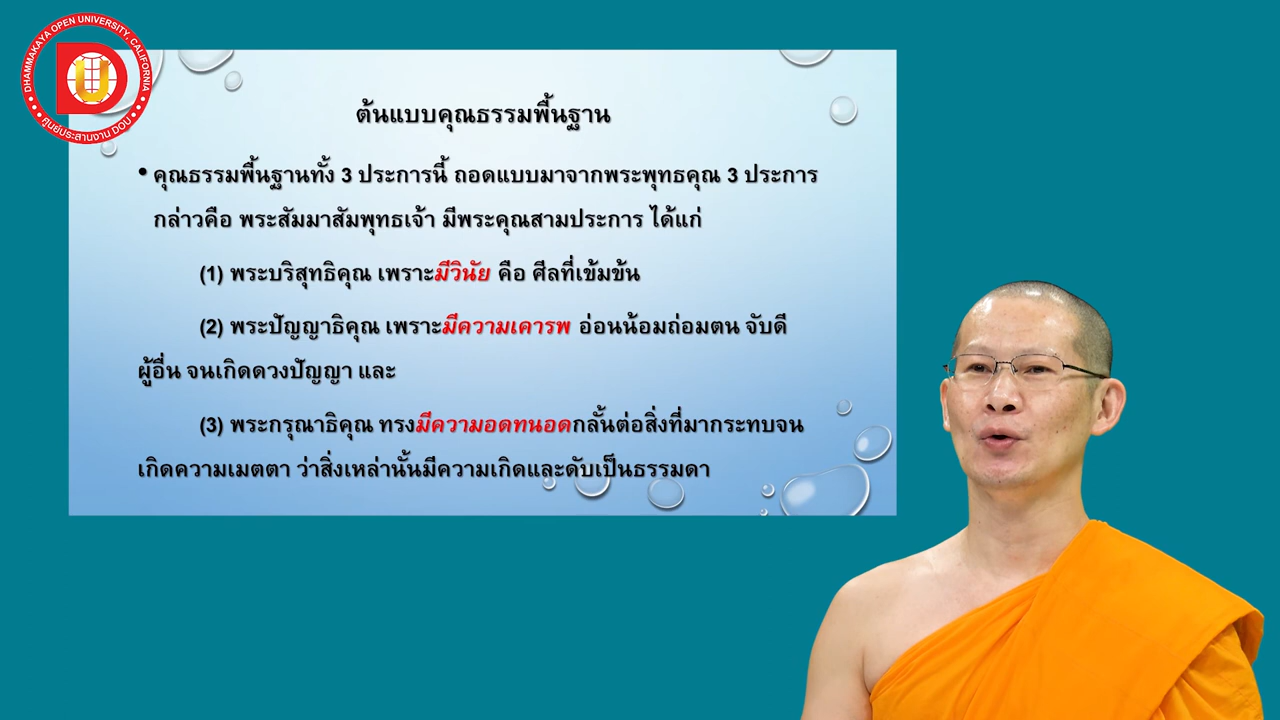 DHAMMAKAYA OPEN UNIVERSITY, CALIFORNIA
DU
ศูนย์ประสานงาน DOU
ต้นแบบคุณธรรมพื้นฐาน
• คุณธรรมพื้นฐานทั้ง 3 ประการนี้ ถอดแบบมาจากพระพุทธคุณ 3 ประการ
กล่าวคือ พระสัมมาสัมพุทธเจ้า มีพระคุณสามประการ ได้แก่
(1) พระบริสุทธิคุณ เพราะมีวินัย คือ ศีลที่เข้มข้น
(2) พระปัญญาธิคุณ เพราะมีความเคารพ อ่อนน้อมถ่อมตน จับดี
ผู้อื่น จนเกิดดวงปัญญา และ
(3) พระกรุณาธิคุณ ทรงมีความอดทนอดกลั้นต่อสิ่งที่มากระทบจน
เกิดความเมตตา ว่าสิ่งเหล่านั้นมีความเกิดและดับเป็นธรรมดา